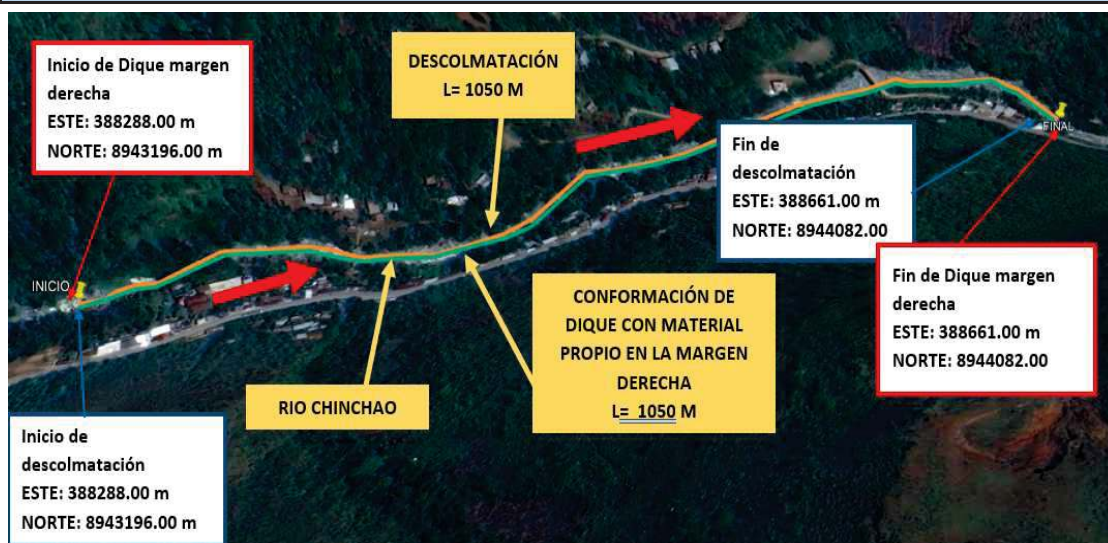 Inicio de Dique margen
derecha
ESTE: 388288.00 m
NORTE: 8943196.00 m
DESCOLMATACIÓN
L= 1050 M
FINAL
Fin de
descolmatación
ESTE: 388661.00 m
NORTE: 8944082.00
INICIO
Fin de Dique margen
derecha
ESTE: 388661.00 m
NORTE: 8944082.00
CONFORMACIÓN DE
DIQUE CON MATERIAL
PROPIO EN LA MARGEN
DERECHA
L= 1050 M
RIO CHINCHAO
Inicio de
descolmatación
ESTE: 388288.00 m
NORTE: 8943196.00 m